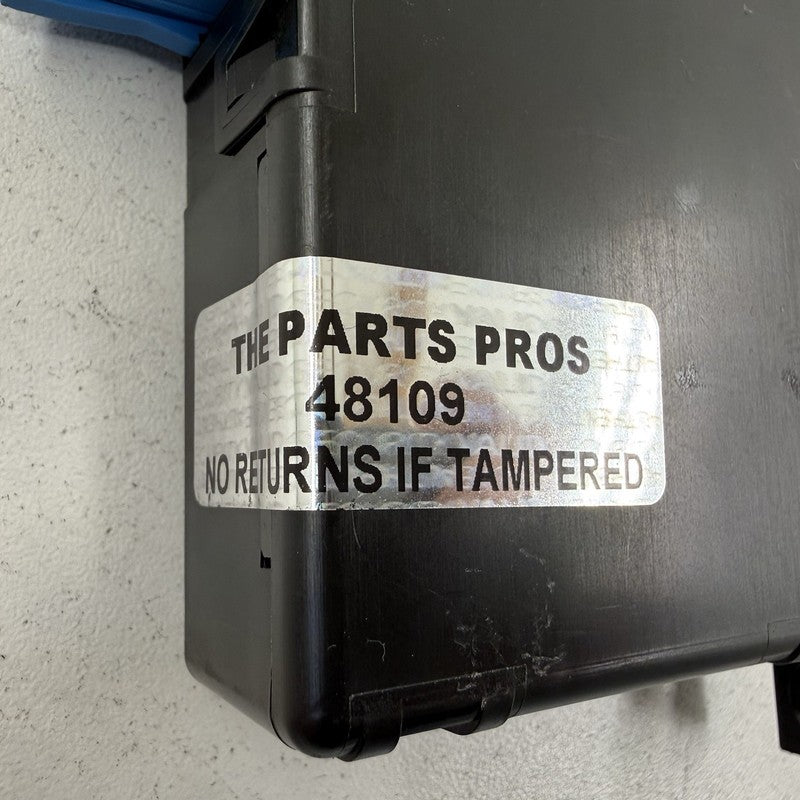 THE PARTS PROS
48109
NO RETURNS IF TAMPERED